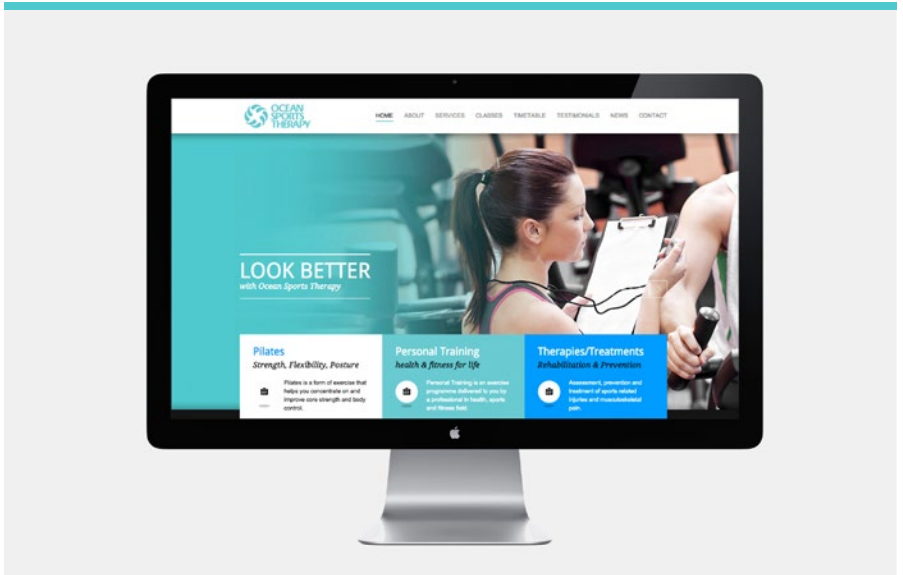 OCEAN
SPORTS
THERAPY
HOME ABOUT SERVICES CLASSES TIMETABLE TESTIMONIALS NEWS CONTACT
LOOK BETTER
with Ocean Sports Therapy
Pilates
Strength, Flexibility, Posture
Pilates is a form of exercise that
helps you concentrate on and
improve core strength and body
control.
Personal Training
health & fitness for life
Personal Training is an exercise
programme delivered to you by
a professional in health, sports
and fitness field.
Therapies/Treatments
Rehabilitation & Prevention
Assessment, prevention and
treatment of sports related
injuries and musculoskeletal
pain.